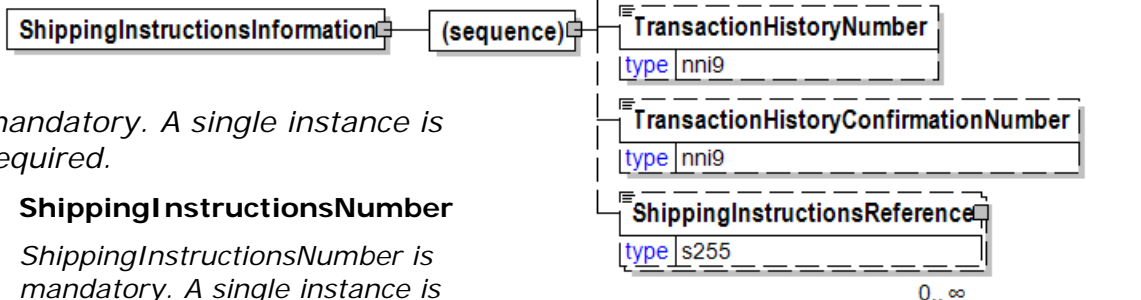 ShippingInstructionsInformation
(sequence)
TransactionHistoryNumber
type nni9
TransactionHistoryConfirmationNumber
type nni9
ShippingInstructionsReference
type s255
0..∞
mandatory. A single instance is
required.
ShippingInstructionsNumber
ShippingInstructionsNumber is
mandatory. A single instance is